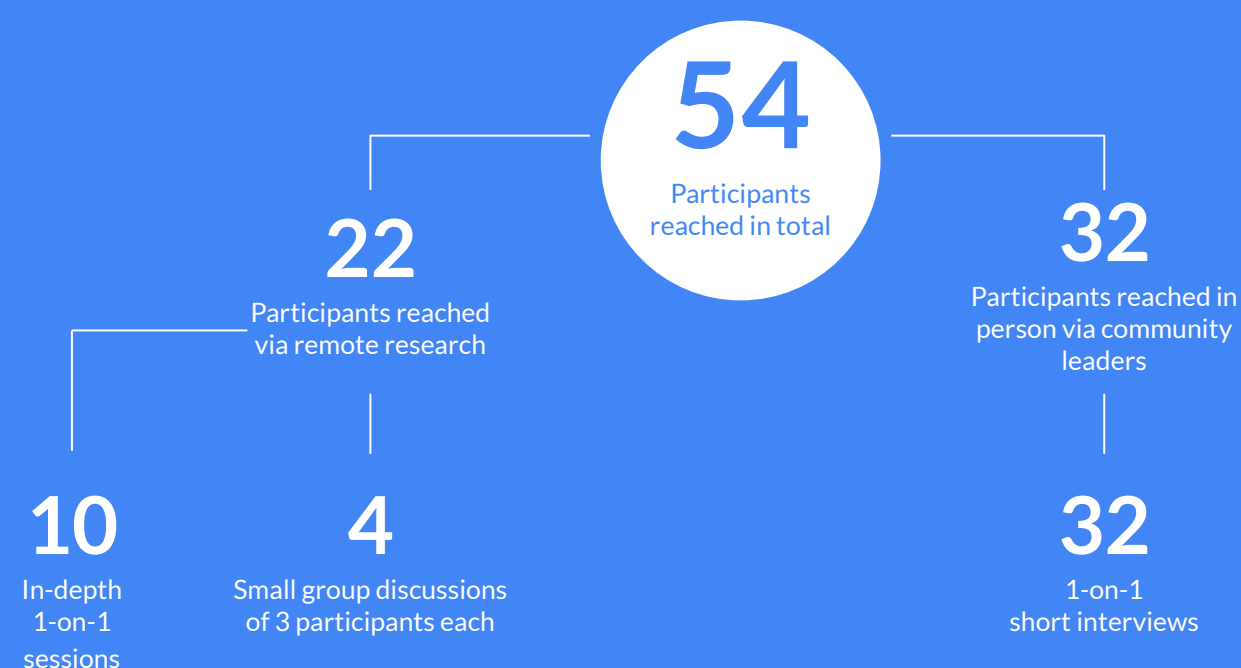 54
Participants
reached in total
22
Participants reached
via remote research
32
Participants reached in
person via community
leaders
10
In-depth
1-on-1
sessions
4
Small group discussions
of 3 participants each
32
1-on-1
short interviews